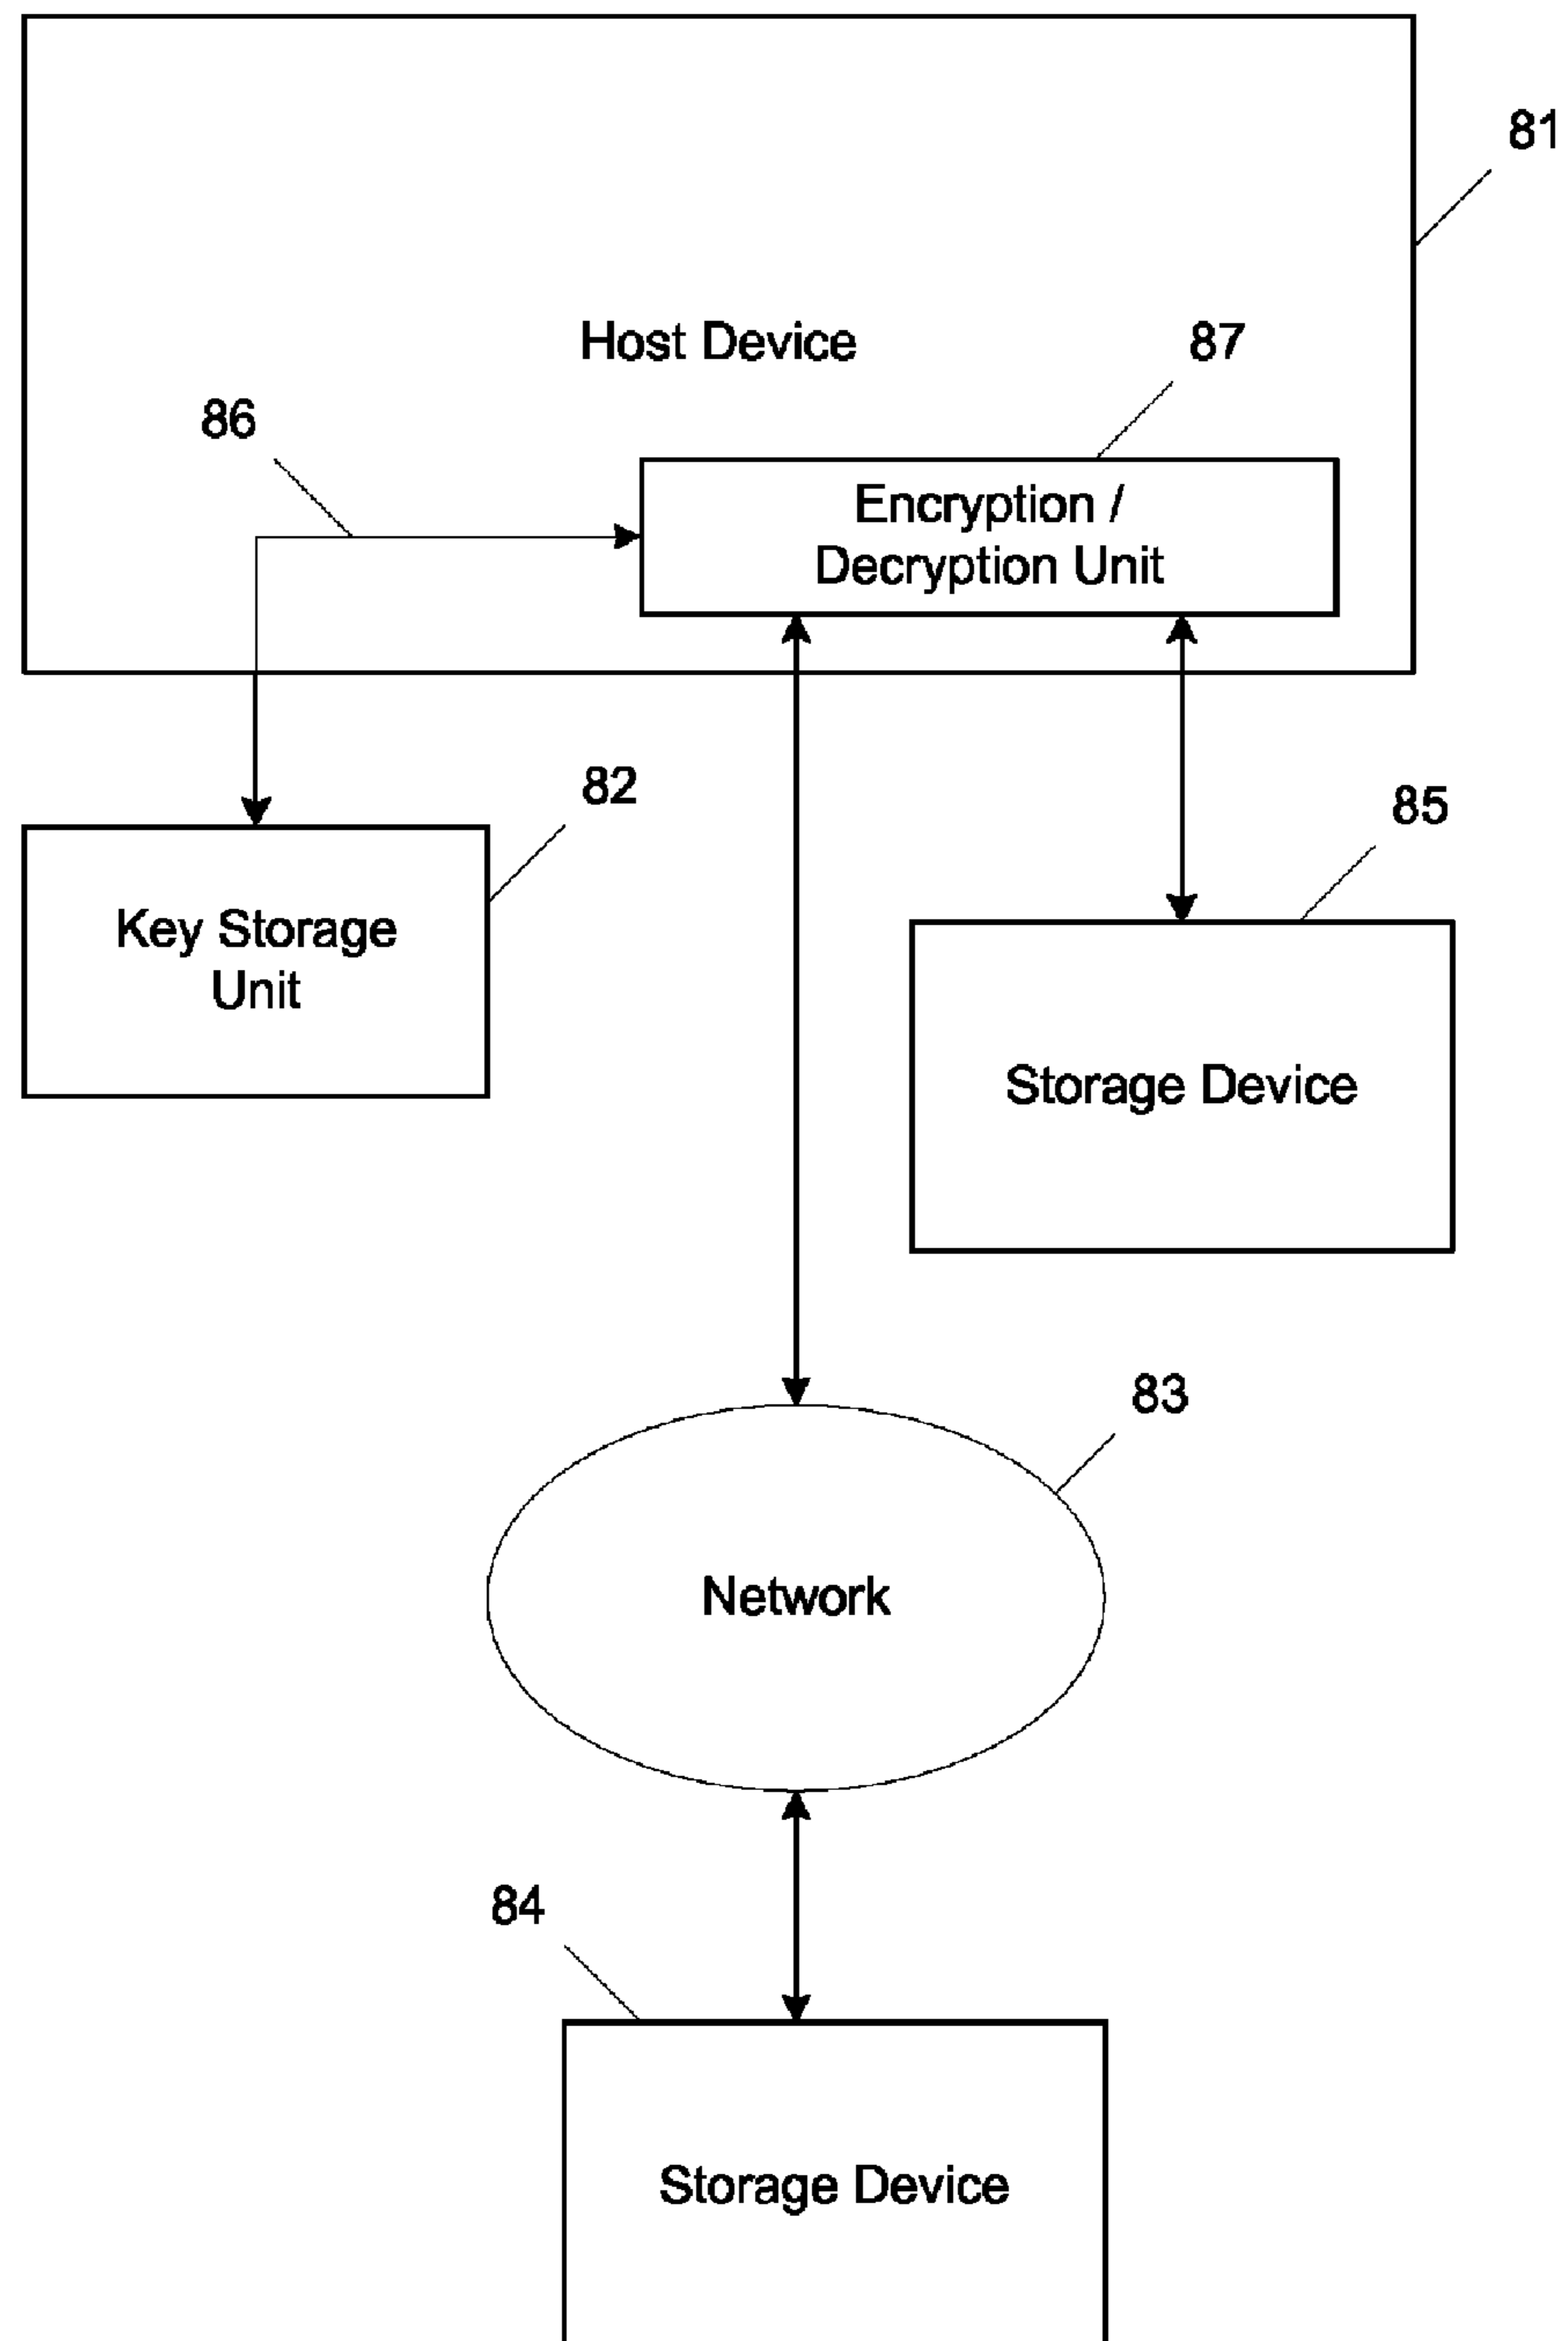 81
Host Device
87
86
Encryption /
Decryption Unit
82
85
Key Storage
Unit
Storage Device
83
Network
84
Storage Device